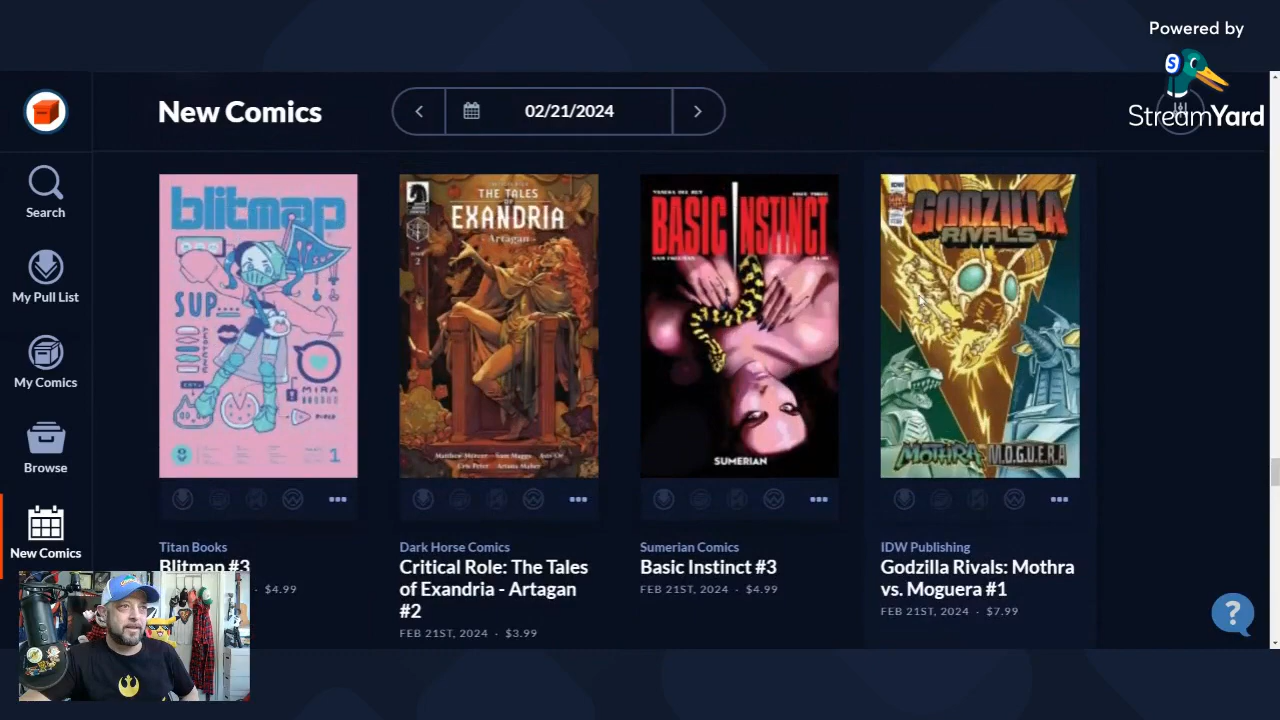 Powered by
StreamYard
New Comics
02/21/2024
Search
My Pull List
My Comics
Browse
New Comics
blitmap
SUP....
MIRA
1
THE TALES
OF
EXANDRIA
Artagan
BASIC INSTINCT
SUMERIAN
IDW
GODZILLA
RIVALS
MOTHRA
M.O.G.U.E.R.A
Titan Books
Blitmap #3
· $4.99
Dark Horse Comics
Critical Role: The Tales
of Exandria - Artagan
#2
FEB 21ST, 2024 · $3.99
Sumerian Comics
Basic Instinct #3
FEB 21ST, 2024 · $4.99
IDW Publishing
Godzilla Rivals: Mothra
vs. Moguera #1
FEB 21ST, 2024 · $7.99
?